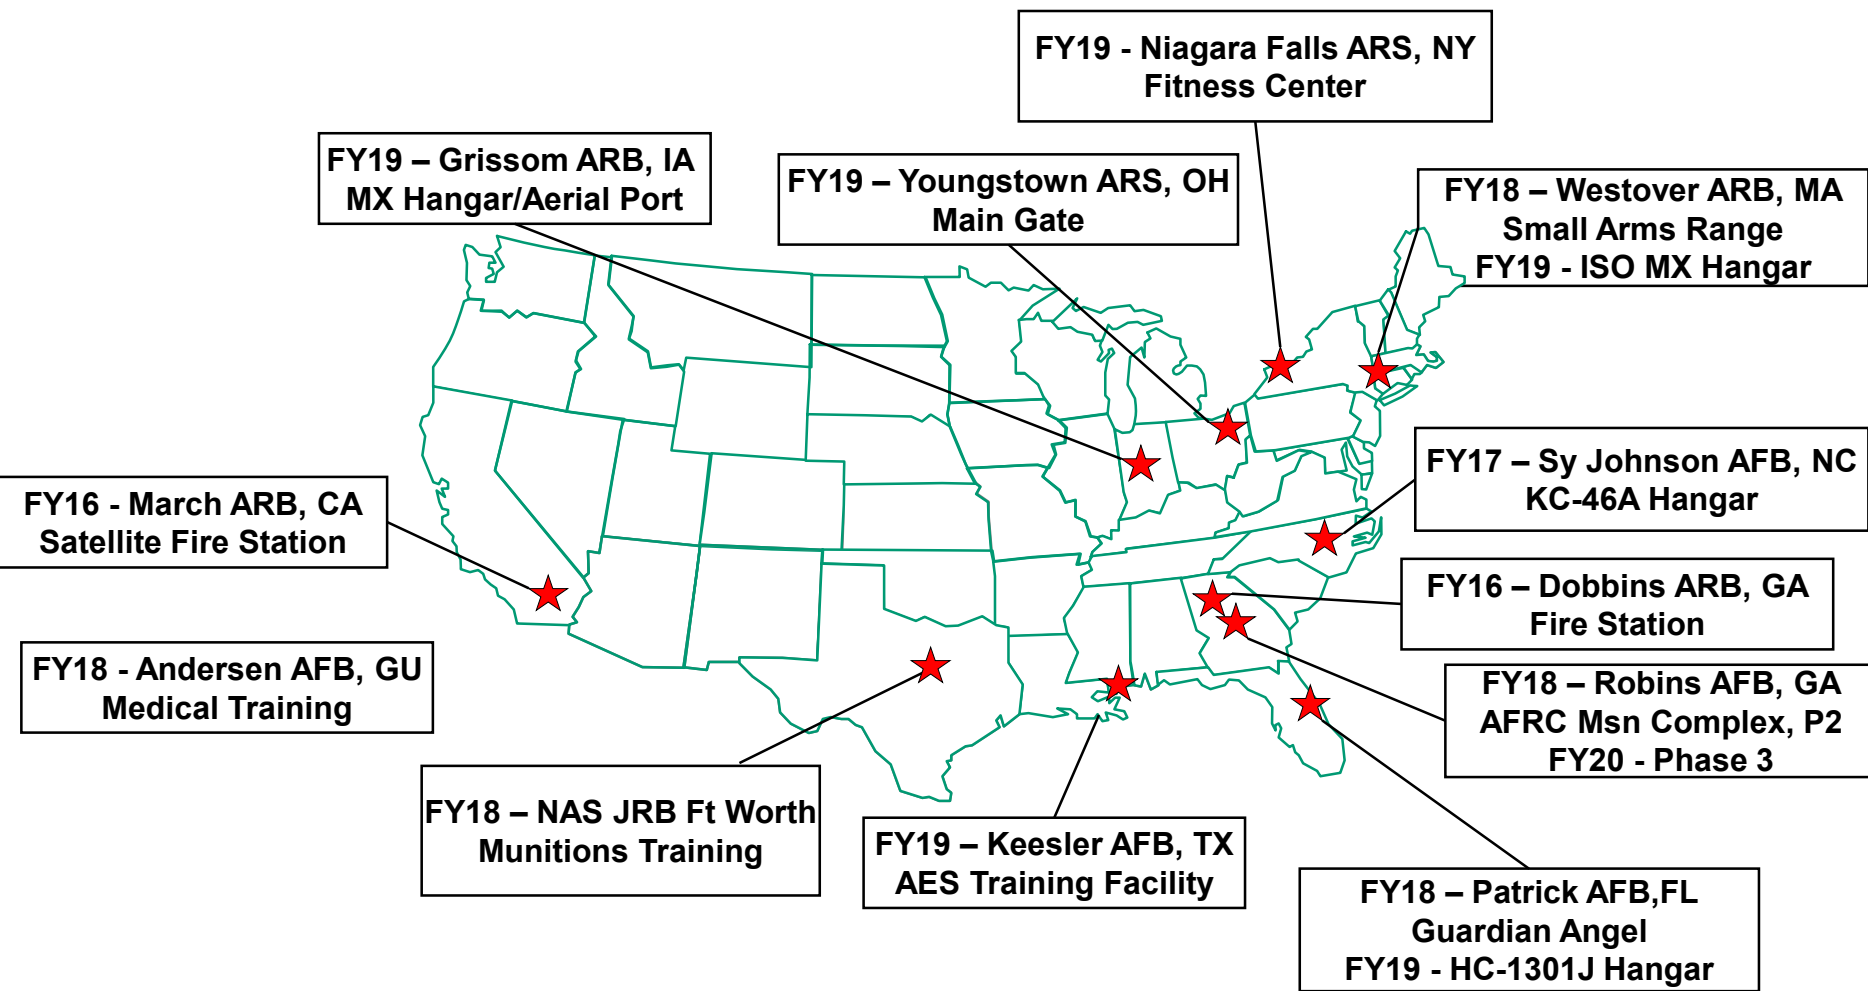 FY19 - Niagara Falls ARS, NY
Fitness Center
FY19 – Grissom ARB, IA
MX Hangar/Aerial Port
FY19 – Youngstown ARS, OH
Main Gate
FY18 – Westover ARB, MA
Small Arms Range
FY19 - ISO MX Hangar
FY16 - March ARB, CA
Satellite Fire Station
FY17 – Sy Johnson AFB, NC
KC-46A Hangar
FY16 – Dobbins ARB, GA
Fire Station
FY18 - Andersen AFB, GU
Medical Training
FY18 – Robins AFB, GA
AFRC Msn Complex, P2
FY20 - Phase 3
FY18 – NAS JRB Ft Worth
Munitions Training
FY19 – Keesler AFB, TX
AES Training Facility
FY18 – Patrick AFB,FL
Guardian Angel
FY19 - HC-1301J Hangar